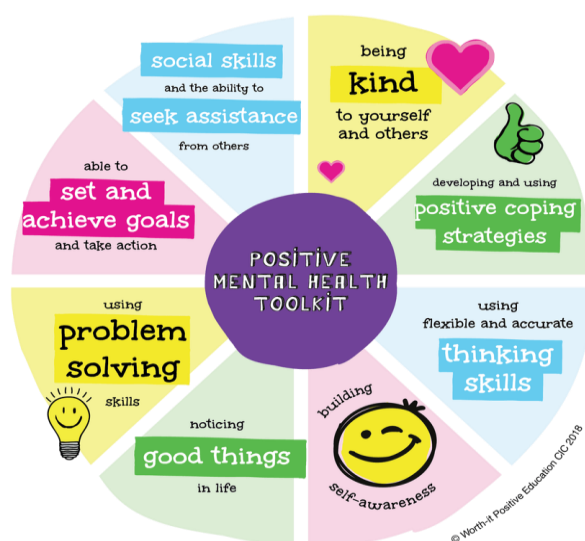 being
kind
to yourself
and others
developing and using
positive coping
strategies
using
flexible and accurate
thinking
skills
building
self-awareness
noticing
good things
in life
using
problem
solving
skills
able to
set and
achieve goals
and take action
social skills
and the ability to
seek assistance
from others
POSITIVE
MENTAL HEALTH
TOOLKIT
© Worth-it Positive Education CIC 2018